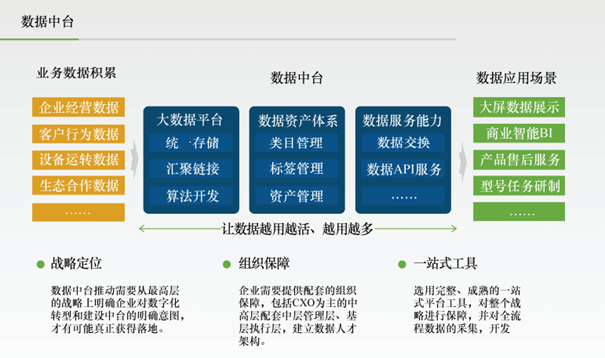 数据中台
业务数据积累
企业经营数据
客户行为数据
设备运转数据
生态合作数据
……
数据中台
大数据平台
统一存储
汇聚链接
算法开发
数据资产体系
类目管理
标签管理
资产管理
数据服务能力
数据交换
数据API服务
……
数据应用场景
大屏数据展示
商业智能BI
产品售后服务
型号任务研制
……
让数据越用越活、越用越多
战略定位
数据中台推动需要从最高层
的战略上明确企业对数字化
转型和建设中台的明确意图,
才有可能真正获得落地。
组织保障
企业需要提供配套的组织
保障,包括CXO为主的中
高层配套中层管理层、基
层执行层,建立数据人才
架构。
一站式工具
选用完整、成熟的一站
式平台工具,对整个战
略进行保障,并对全流
程数据的采集,开发